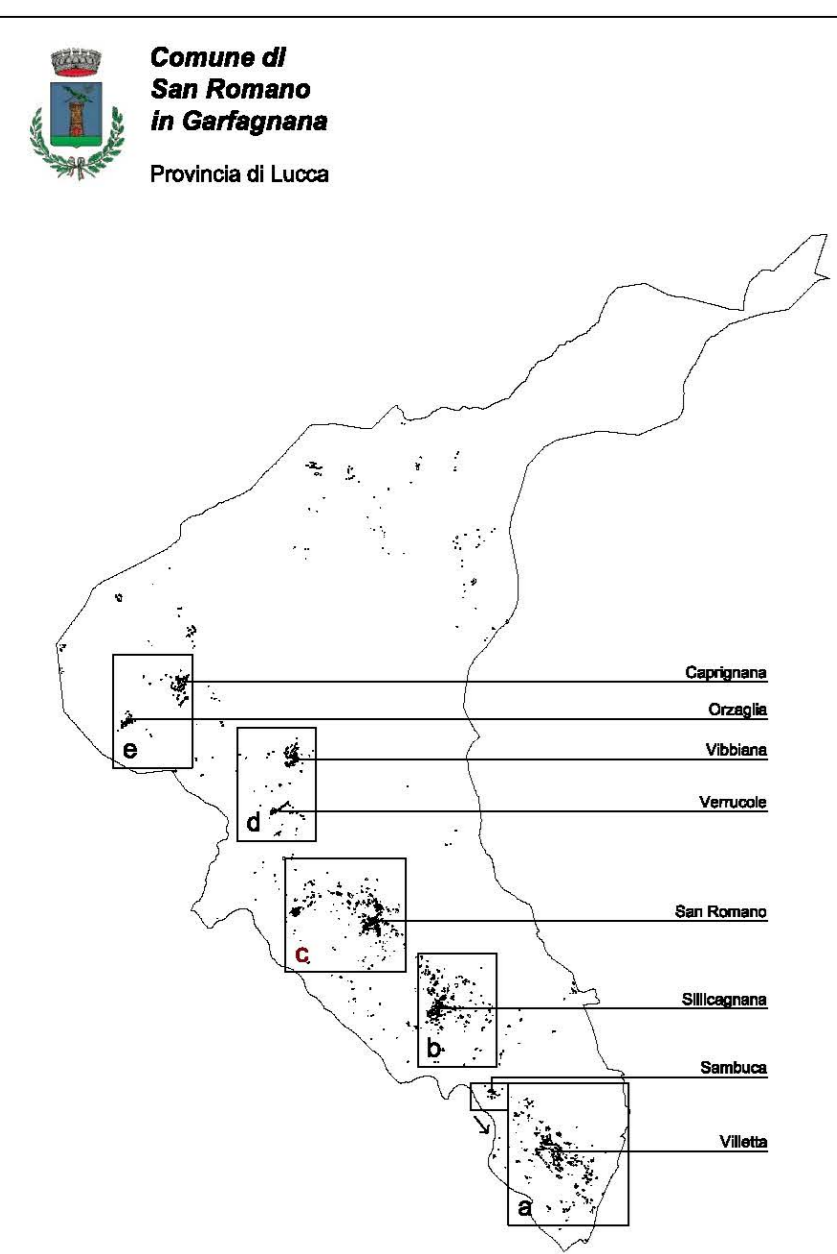 Comune di
San Romano
in Garfagnana
Provincia di Lucca
Caprignana
Orzaglia
e
Vibbiana
Verrucole
d
San Romano
c
Sillicagnana
b
Sambuca
Villetta
a